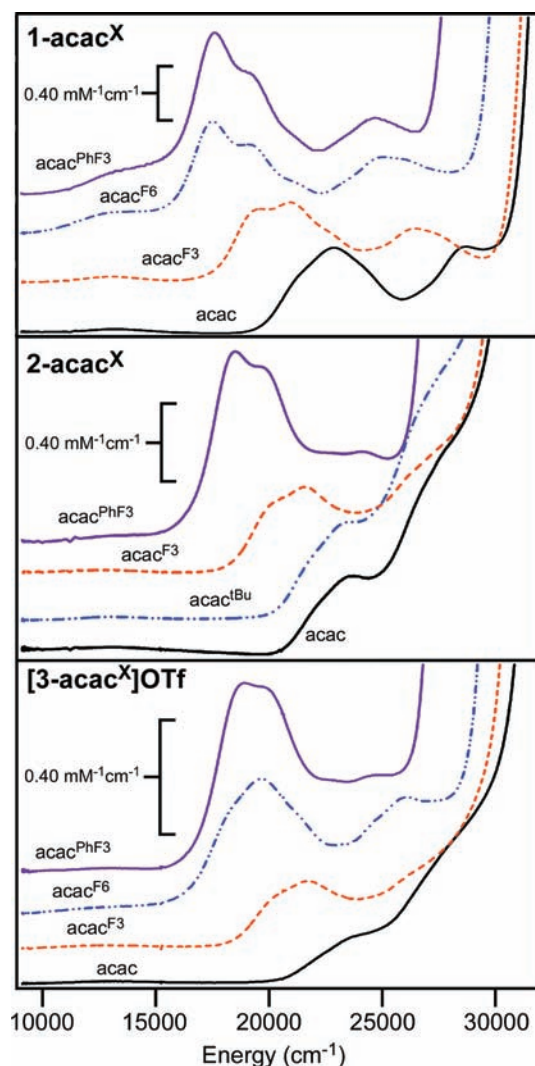 1-acacX
0.40 mM-1cm-1
acacPhF3
acacF6
acacF3
acac
2-acacX
0.40 mM-1cm-1
acacPhF3
acacF3
acactBu
acac
[3-acacX]OTf
0.40 mM-1cm-1
acacPhF3
acacF6
acacF3
acac
10000 15000 20000 25000 30000
Energy (cm-1)